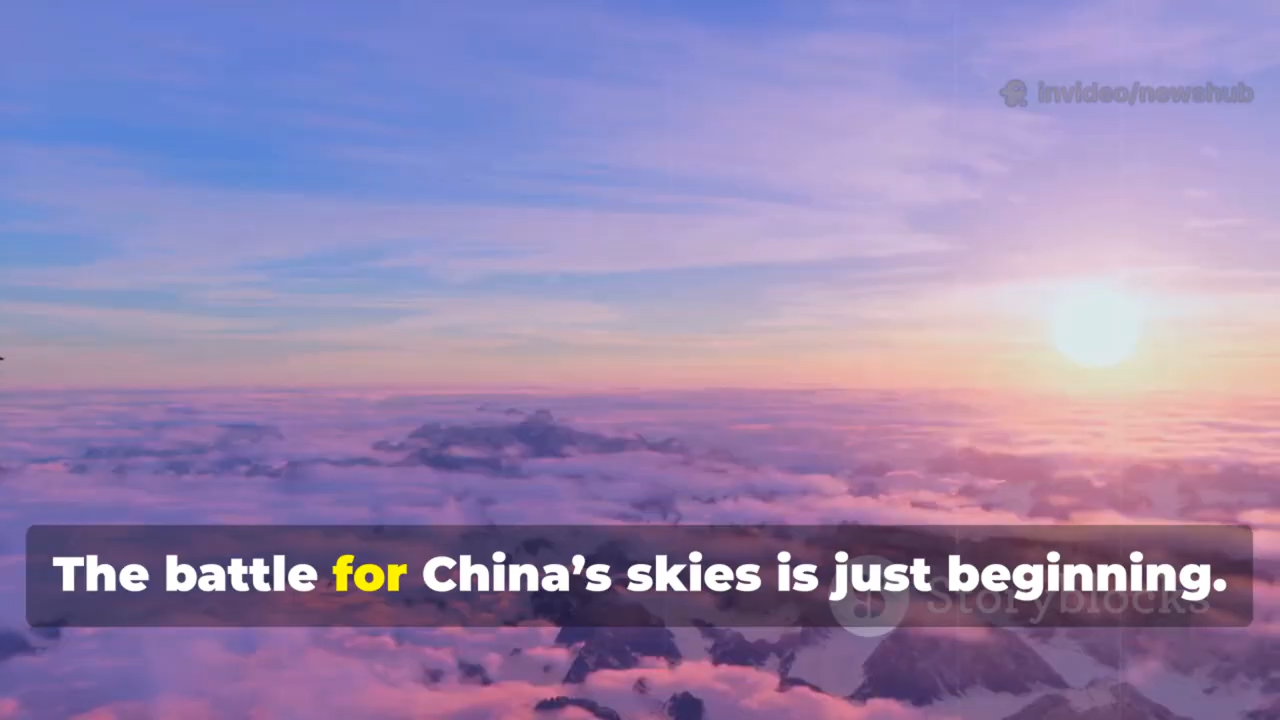 invideo/newshub
The battle for China’s skies is just beginning.
Storyblocks